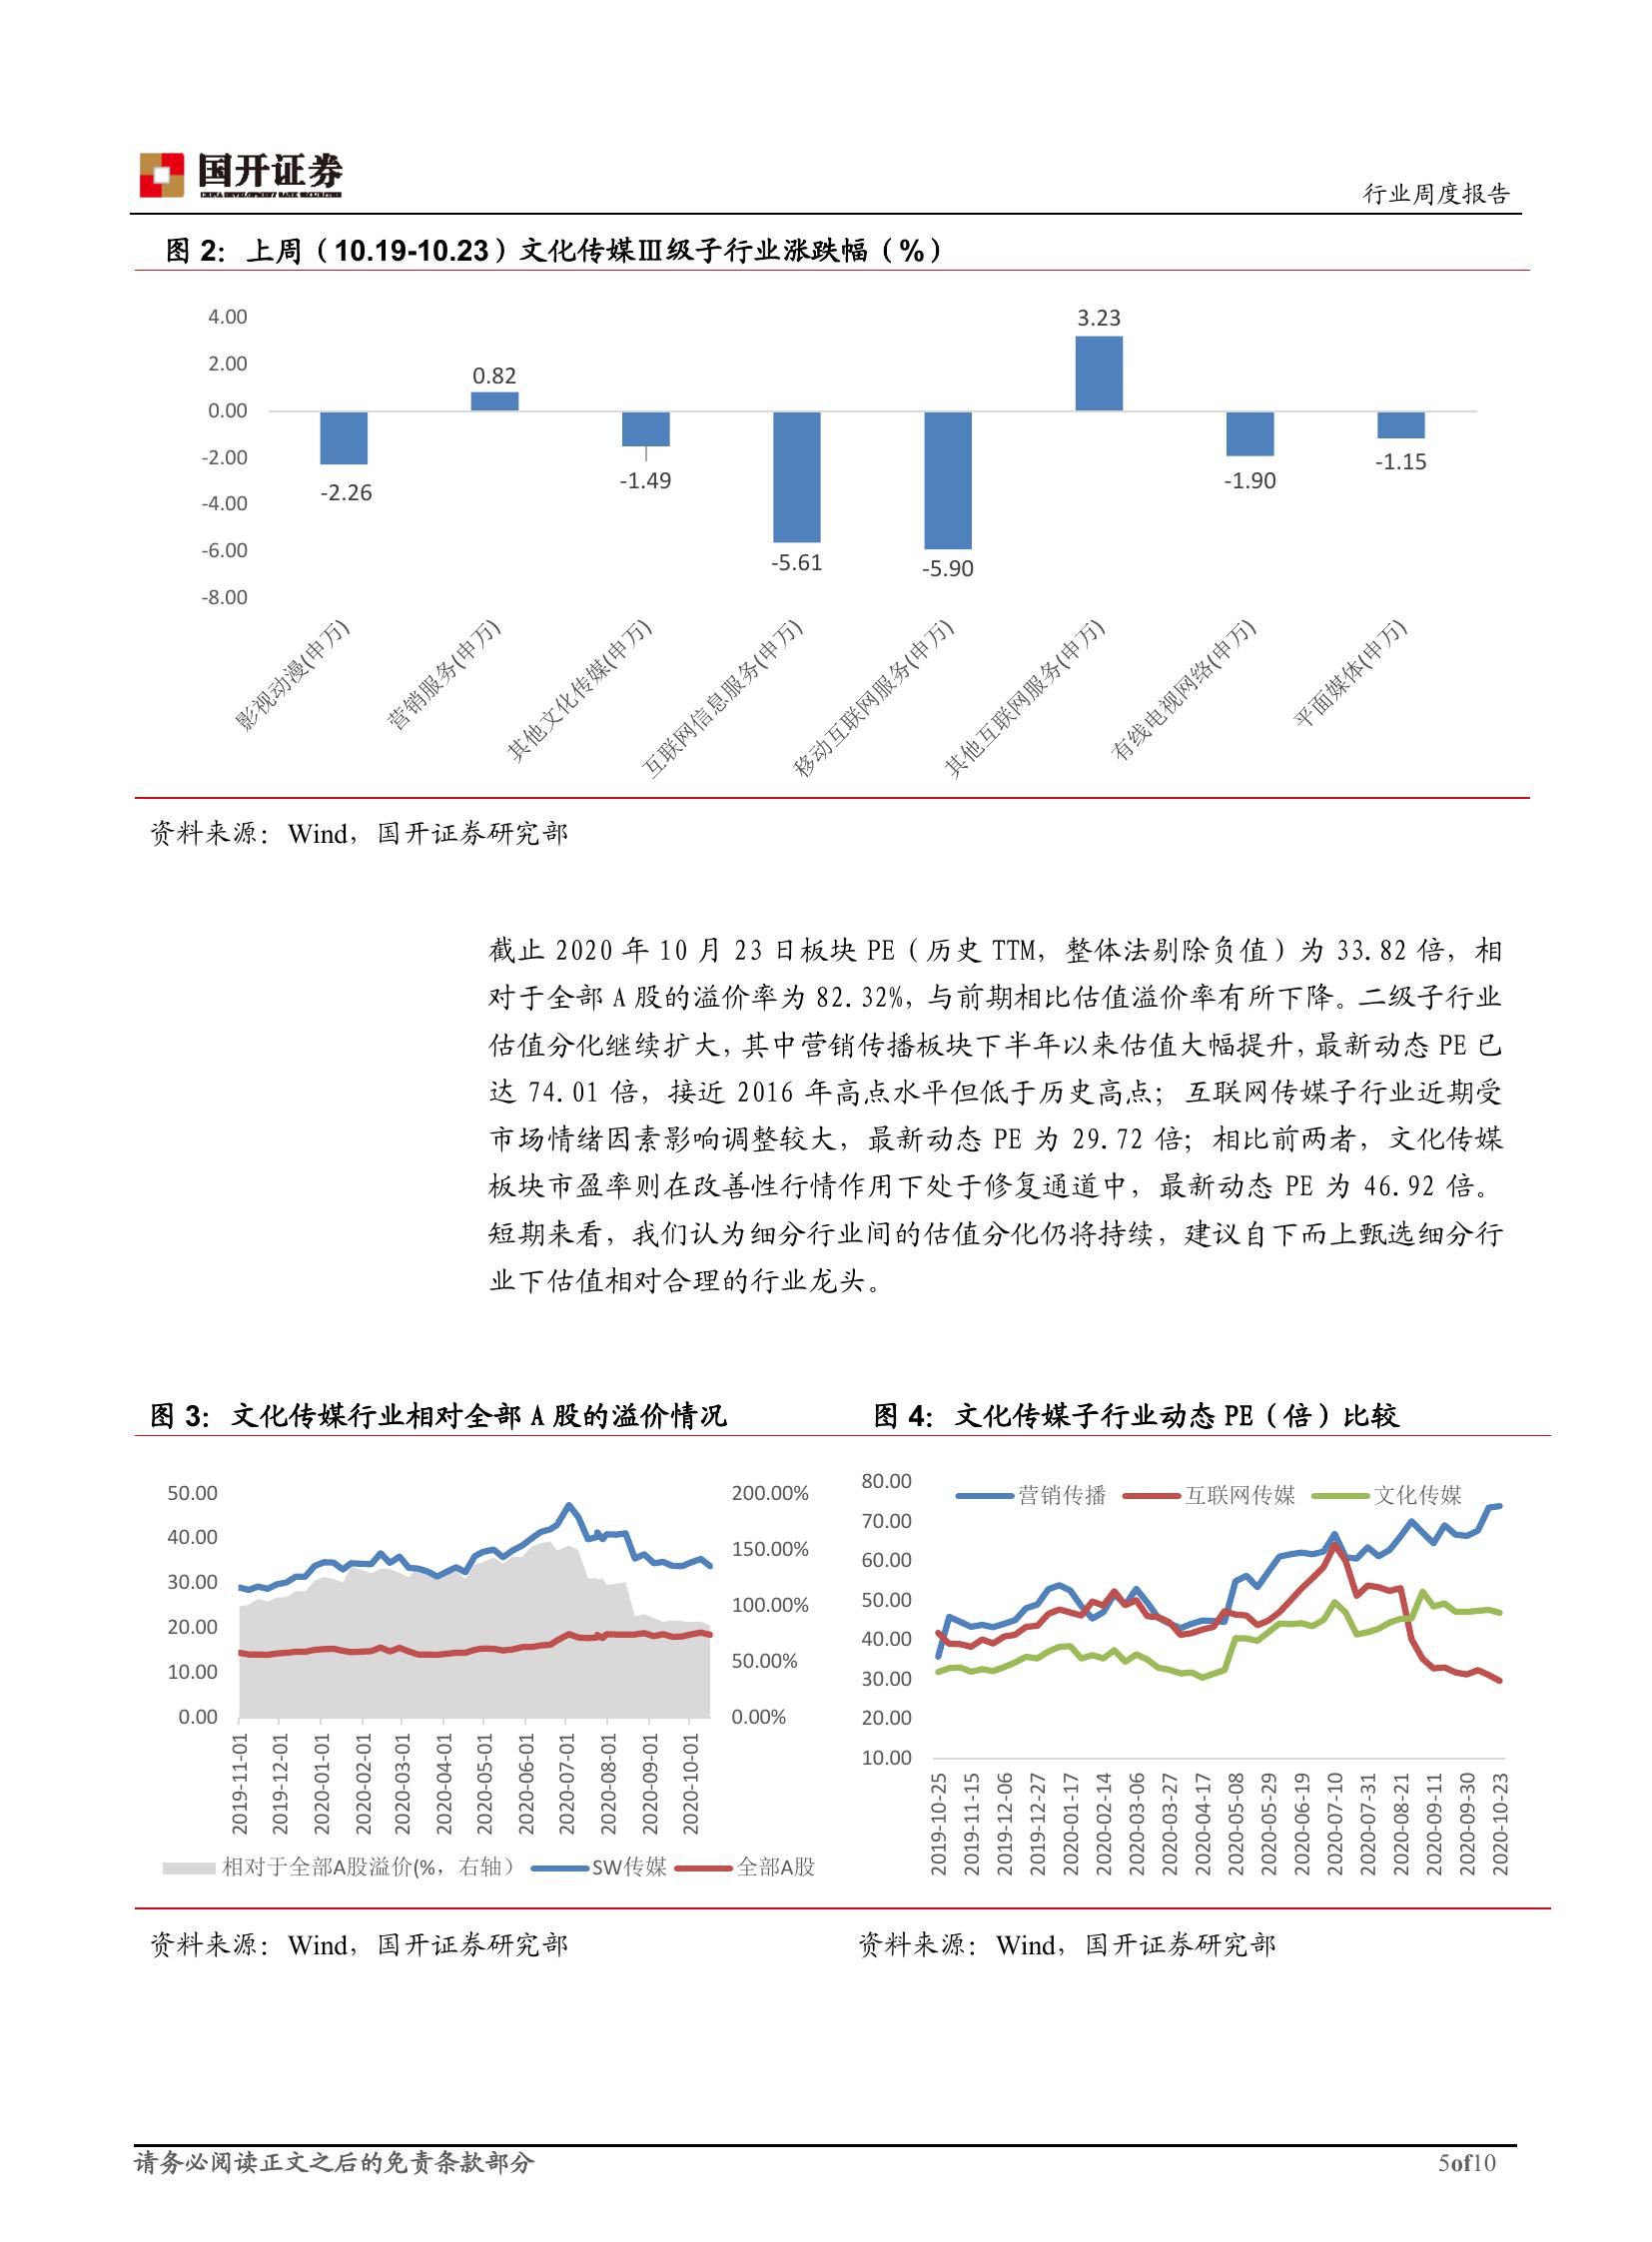 国开证券
CHINA DEVELOPMENT BANK SECURITIES
行业周度报告
图 2：上周（10.19-10.23）文化传媒Ⅲ级子行业涨跌幅（%）
4.00
2.00
0.00
-2.00
-4.00
-6.00
-8.00
-2.26
0.82
-1.49
-5.61
-5.90
3.23
-1.90
-1.15
影视动漫(申万)
营销服务(申万)
其他文化传媒(申万)
互联网信息服务(申万)
移动互联网服务(申万)
其他互联网服务(申万)
有线电视网络(申万)
平面媒体(申万)
资料来源：Wind，国开证券研究部
截止 2020 年 10 月 23 日板块 PE（历史 TTM，整体法剔除负值）为 33.82 倍，相
对于全部 A 股的溢价率为 82.32%，与前期相比估值溢价率有所下降。二级子行业
估值分化继续扩大，其中营销传播板块下半年以来估值大幅提升，最新动态 PE 已
达 74.01 倍，接近 2016 年高点水平但低于历史高点；互联网传媒子行业近期受
市场情绪因素影响调整较大，最新动态 PE 为 29.72 倍；相比前两者，文化传媒
板块市盈率则在改善性行情作用下处于修复通道中，最新动态 PE 为 46.92 倍。
短期来看，我们认为细分行业间的估值分化仍将持续，建议自下而上甄选细分行
业下估值相对合理的行业龙头。
图 3：文化传媒行业相对全部 A 股的溢价情况
50.00
40.00
30.00
20.00
10.00
0.00
200.00%
150.00%
100.00%
50.00%
0.00%
2019-11-01
2019-12-01
2020-01-01
2020-02-01
2020-03-01
2020-04-01
2020-05-01
2020-06-01
2020-07-01
2020-08-01
2020-09-01
2020-10-01
相对于全部A股溢价(%，右轴）
SW传媒
全部A股
资料来源：Wind，国开证券研究部
图 4：文化传媒子行业动态 PE（倍）比较
80.00
70.00
60.00
50.00
40.00
30.00
20.00
10.00
营销传播
互联网传媒
文化传媒
2019-10-25
2019-11-15
2019-12-06
2019-12-27
2020-01-17
2020-02-14
2020-03-06
2020-03-27
2020-04-17
2020-05-08
2020-05-29
2020-06-19
2020-07-10
2020-07-31
2020-08-21
2020-09-11
2020-09-30
2020-10-23
资料来源：Wind，国开证券研究部
请务必阅读正文之后的免责条款部分
5of10